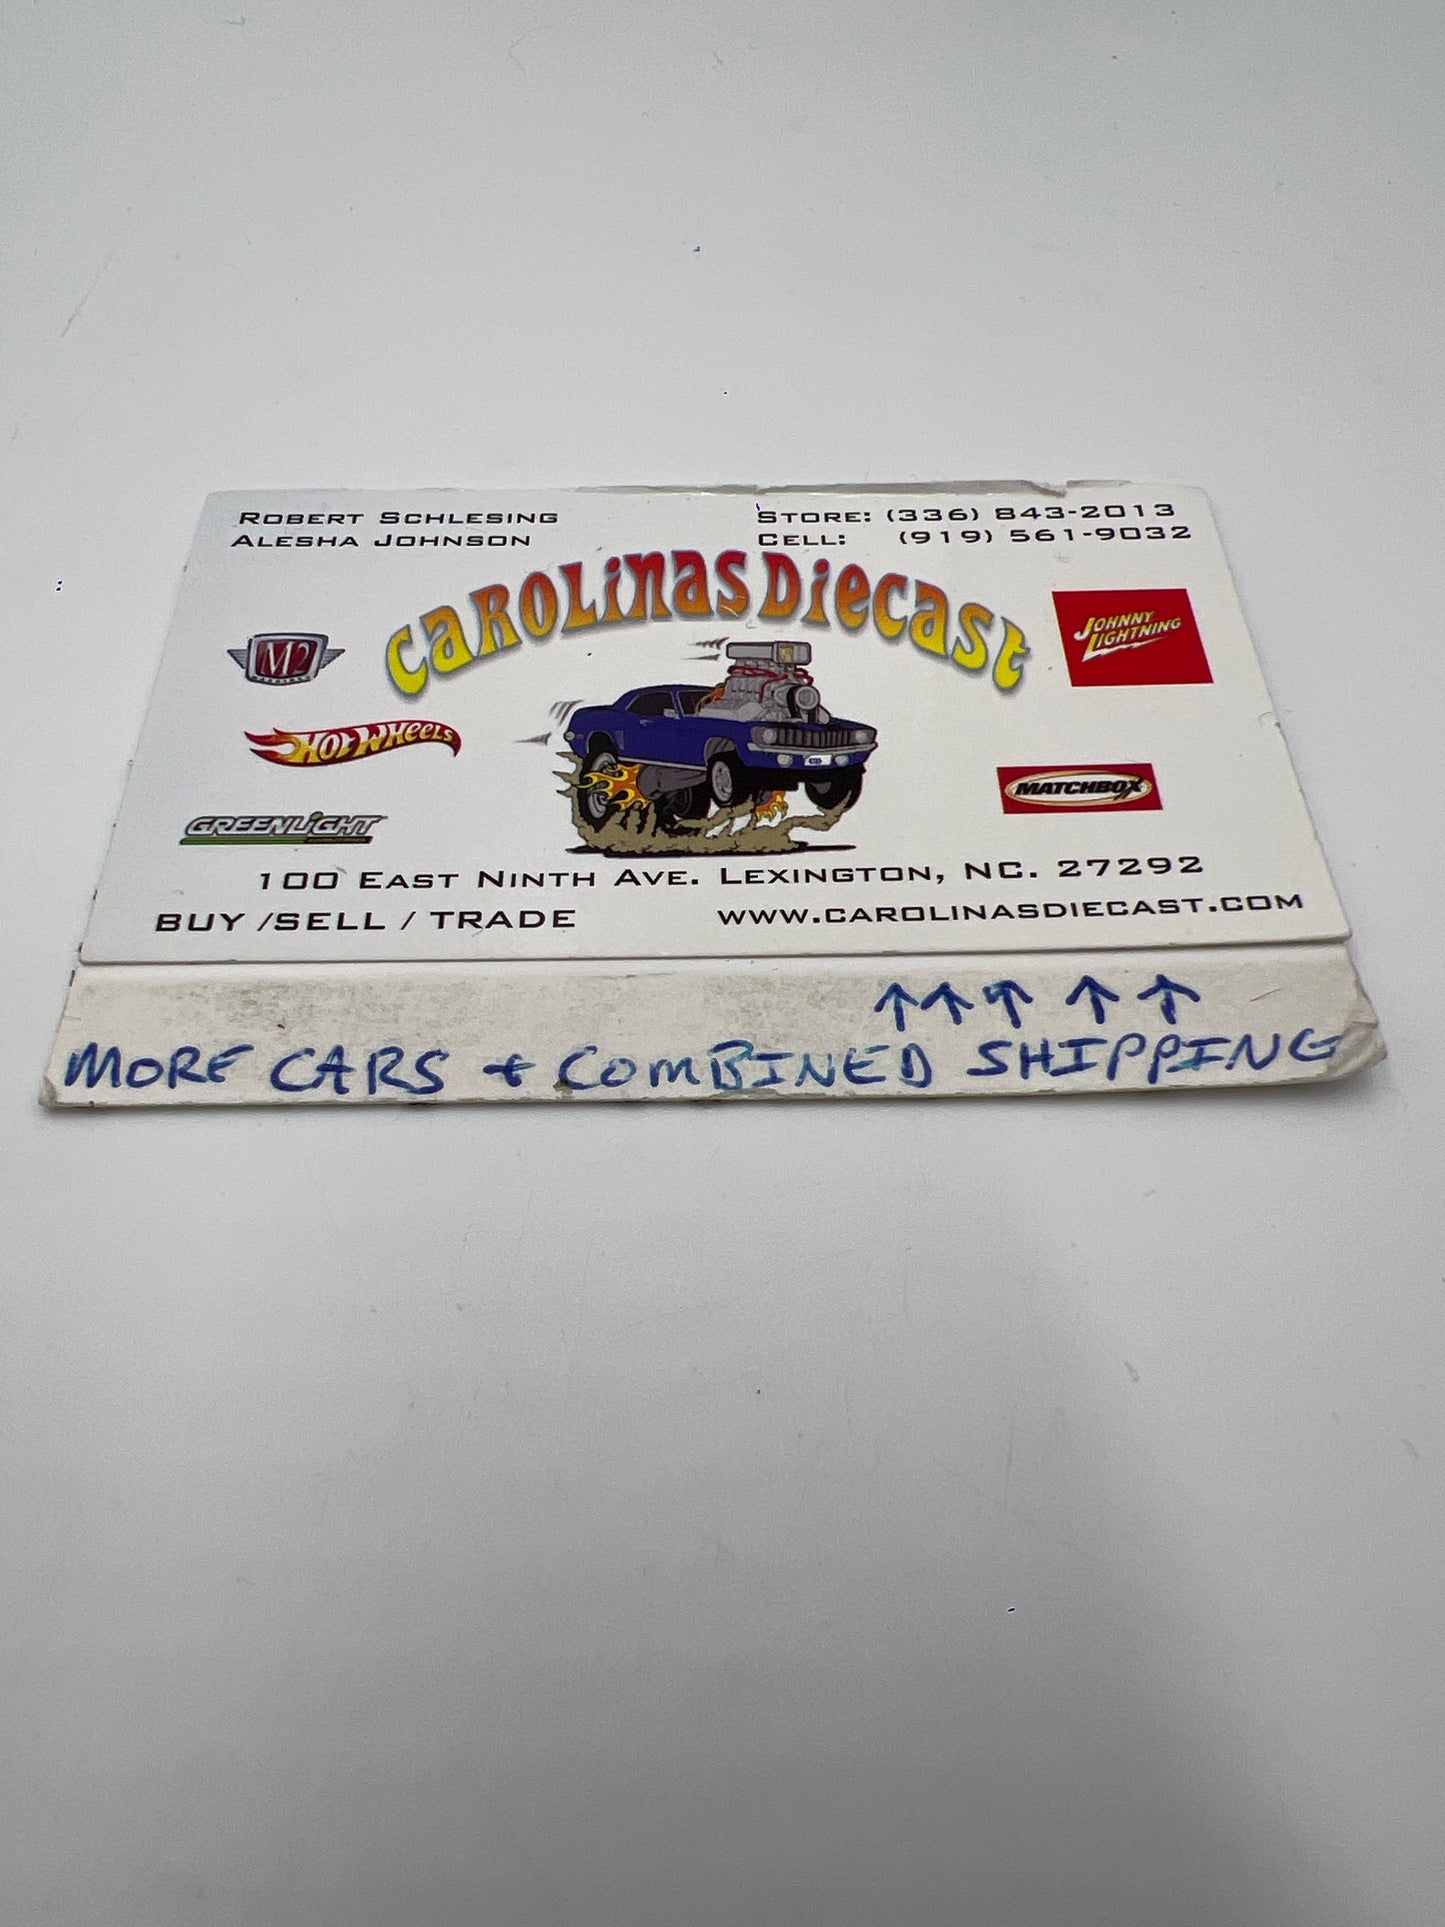 ROBERT SCHLESING
ALESHA JOHNSON
STORE: (336) 843-2013
CELL: (919) 561-9032
CAROLINAS DIECAST
M2
JOHNNY LIGHTNING
HOT WHEELS
MATCHBOX
GREENLIGHT
100 EAST NINTH AVE. LEXINGTON, NC. 27292
BUY /SELL / TRADE
WWW.CAROLINASDIECAST.COM
↑ ↑ ↑ ↑ ↑
MORE CARS + COMBINED SHIPPING